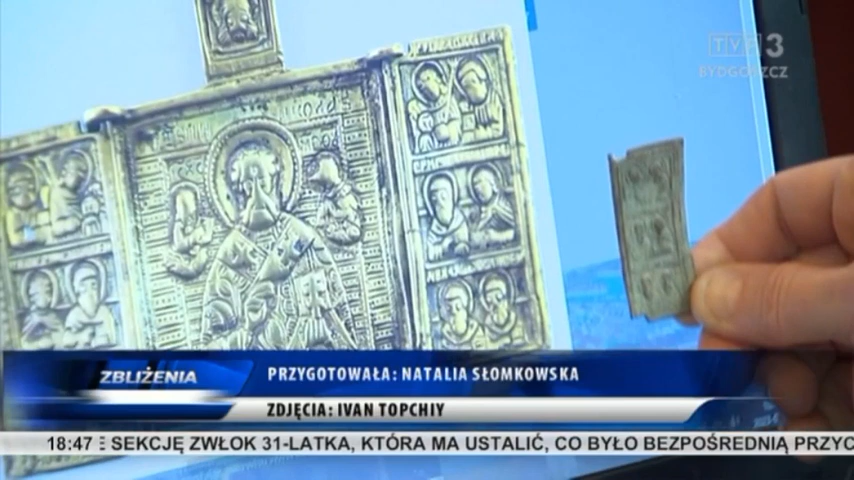 TVP3
BYDGOSZCZ
ZBLIŻENIA
PRZYGOTOWAŁA: NATALIA SŁOMKOWSKA
ZDJĘCIA: IVAN TOPCHIY
18:47 SEKCJĘ ZWŁOK 31-LATKA, KTÓRA MA USTALIĆ, CO BYŁO BEZPOŚREDNIĄ